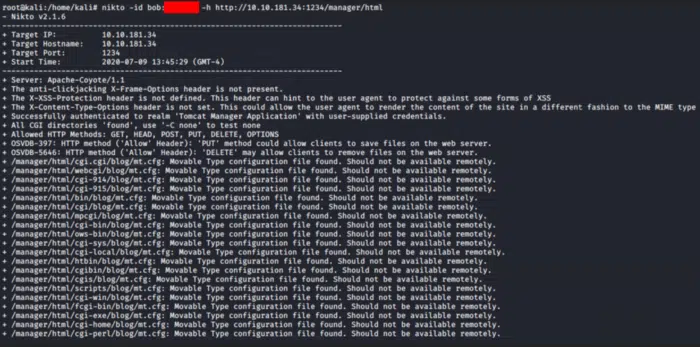 root@kali:/home/kali# nikto -id bob: -h http://10.10.181.34:1234/manager/html
- Nikto v2.1.6
---------------------------------------------------------------------------
+ Target IP: 10.10.181.34
+ Target Hostname: 10.10.181.34
+ Target Port: 1234
+ Start Time: 2020-07-09 13:45:29 (GMT-4)
---------------------------------------------------------------------------
+ Server: Apache-Coyote/1.1
+ The anti-clickjacking X-Frame-Options header is not present.
+ The X-XSS-Protection header is not defined. This header can hint to the user agent to protect against some forms of XSS
+ The X-Content-Type-Options header is not set. This could allow the user agent to render the content of the site in a different fashion to the MIME type
+ Successfully authenticated to realm 'Tomcat Manager Application' with user-supplied credentials.
+ All CGI directories 'found', use '-C none' to test none
+ Allowed HTTP Methods: GET, HEAD, POST, PUT, DELETE, OPTIONS
+ OSVDB-397: HTTP method ('Allow' Header): 'PUT' method could allow clients to save files on the web server.
+ OSVDB-5646: HTTP method ('Allow' Header): 'DELETE' may allow clients to remove files on the web server.
+ /manager/html/cgi.cgi/blog/mt.cfg: Movable Type configuration file found. Should not be available remotely.
+ /manager/html/webcgi/blog/mt.cfg: Movable Type configuration file found. Should not be available remotely.
+ /manager/html/cgi-914/blog/mt.cfg: Movable Type configuration file found. Should not be available remotely.
+ /manager/html/cgi-915/blog/mt.cfg: Movable Type configuration file found. Should not be available remotely.
+ /manager/html/bin/blog/mt.cfg: Movable Type configuration file found. Should not be available remotely.
+ /manager/html/cgi/blog/mt.cfg: Movable Type configuration file found. Should not be available remotely.
+ /manager/html/mpcgi/blog/mt.cfg: Movable Type configuration file found. Should not be available remotely.
+ /manager/html/cgi-bin/blog/mt.cfg: Movable Type configuration file found. Should not be available remotely.
+ /manager/html/ows-bin/blog/mt.cfg: Movable Type configuration file found. Should not be available remotely.
+ /manager/html/cgi-sys/blog/mt.cfg: Movable Type configuration file found. Should not be available remotely.
+ /manager/html/cgi-local/blog/mt.cfg: Movable Type configuration file found. Should not be available remotely.
+ /manager/html/htbin/blog/mt.cfg: Movable Type configuration file found. Should not be available remotely.
+ /manager/html/cgibin/blog/mt.cfg: Movable Type configuration file found. Should not be available remotely.
+ /manager/html/cgis/blog/mt.cfg: Movable Type configuration file found. Should not be available remotely.
+ /manager/html/scripts/blog/mt.cfg: Movable Type configuration file found. Should not be available remotely.
+ /manager/html/cgi-win/blog/mt.cfg: Movable Type configuration file found. Should not be available remotely.
+ /manager/html/fcgi-bin/blog/mt.cfg: Movable Type configuration file found. Should not be available remotely.
+ /manager/html/cgi-exe/blog/mt.cfg: Movable Type configuration file found. Should not be available remotely.
+ /manager/html/cgi-home/blog/mt.cfg: Movable Type configuration file found. Should not be available remotely.
+ /manager/html/cgi-perl/blog/mt.cfg: Movable Type configuration file found. Should not be available remotely.